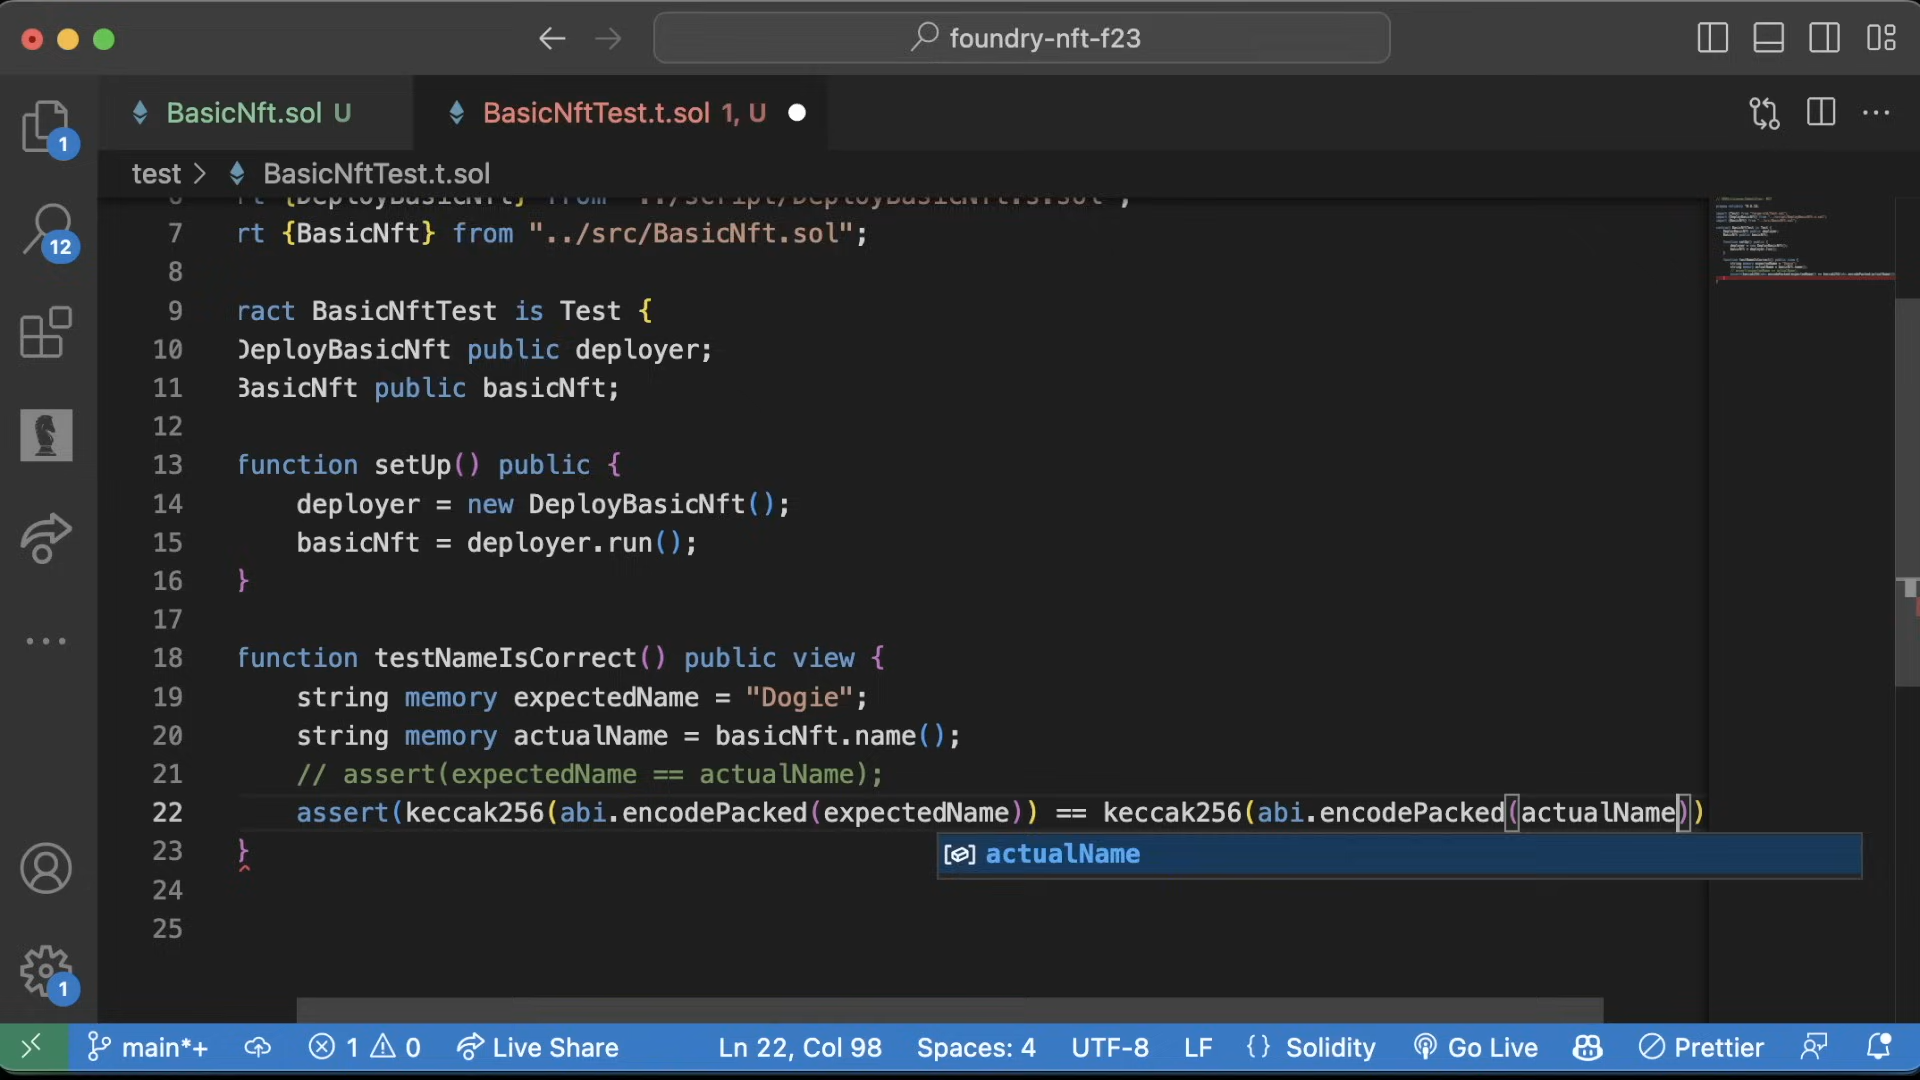 foundry-nft-f23
BasicNft.sol U
BasicNftTest.t.sol 1, U
test > BasicNftTest.t.sol
7 rt {BasicNft} from "../src/BasicNft.sol";
8
9 ract BasicNftTest is Test {
10 DeployBasicNft public deployer;
11 BasicNft public basicNft;
12
13 function setUp() public {
14 deployer = new DeployBasicNft();
15 basicNft = deployer.run();
16 }
17
18 function testNameIsCorrect() public view {
19 string memory expectedName = "Dogie";
20 string memory actualName = basicNft.name();
21 // assert(expectedName == actualName);
22 assert(keccak256(abi.encodePacked(expectedName)) == keccak256(abi.encodePacked(actualName))
actualName
23 }
24
25
1
12
1
main*+ 1 0 Live Share Ln 22, Col 98 Spaces: 4 UTF-8 LF {} Solidity Go Live Prettier